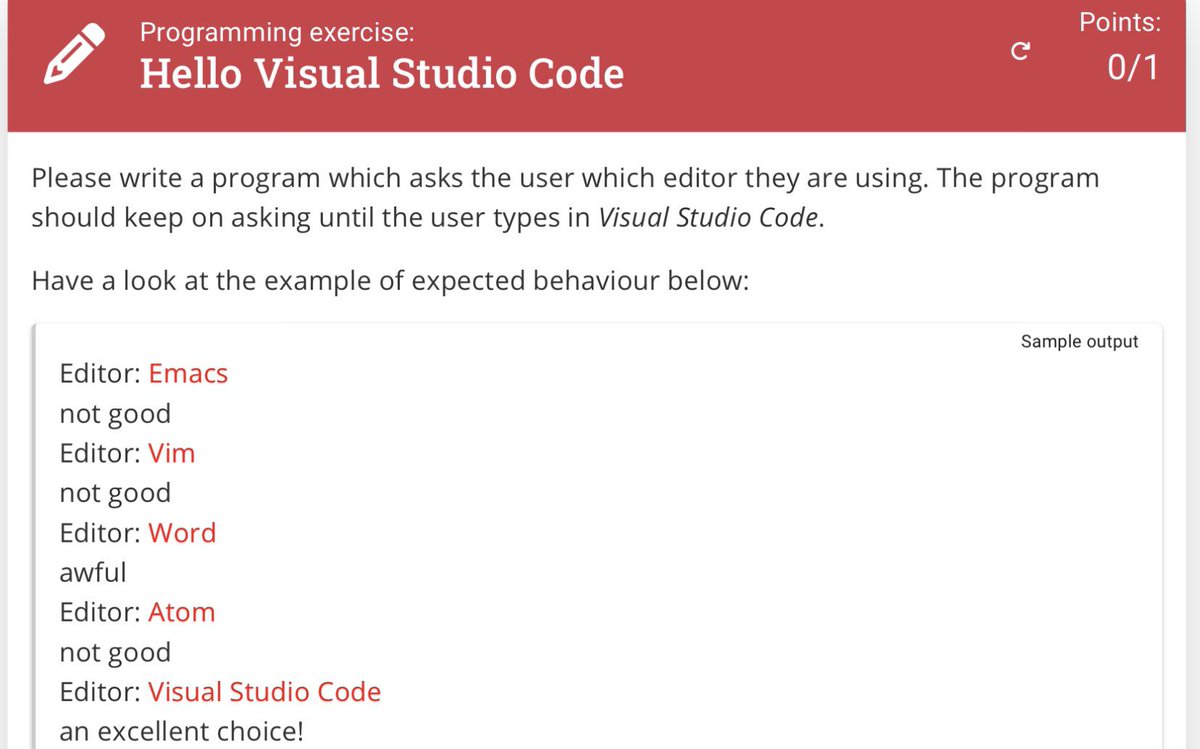 Programming exercise:
Hello Visual Studio Code
Points:
0/1
Please write a program which asks the user which editor they are using. The program
should keep on asking until the user types in Visual Studio Code.
Have a look at the example of expected behaviour below:
Sample output
Editor: Emacs
not good
Editor: Vim
not good
Editor: Word
awful
Editor: Atom
not good
Editor: Visual Studio Code
an excellent choice!